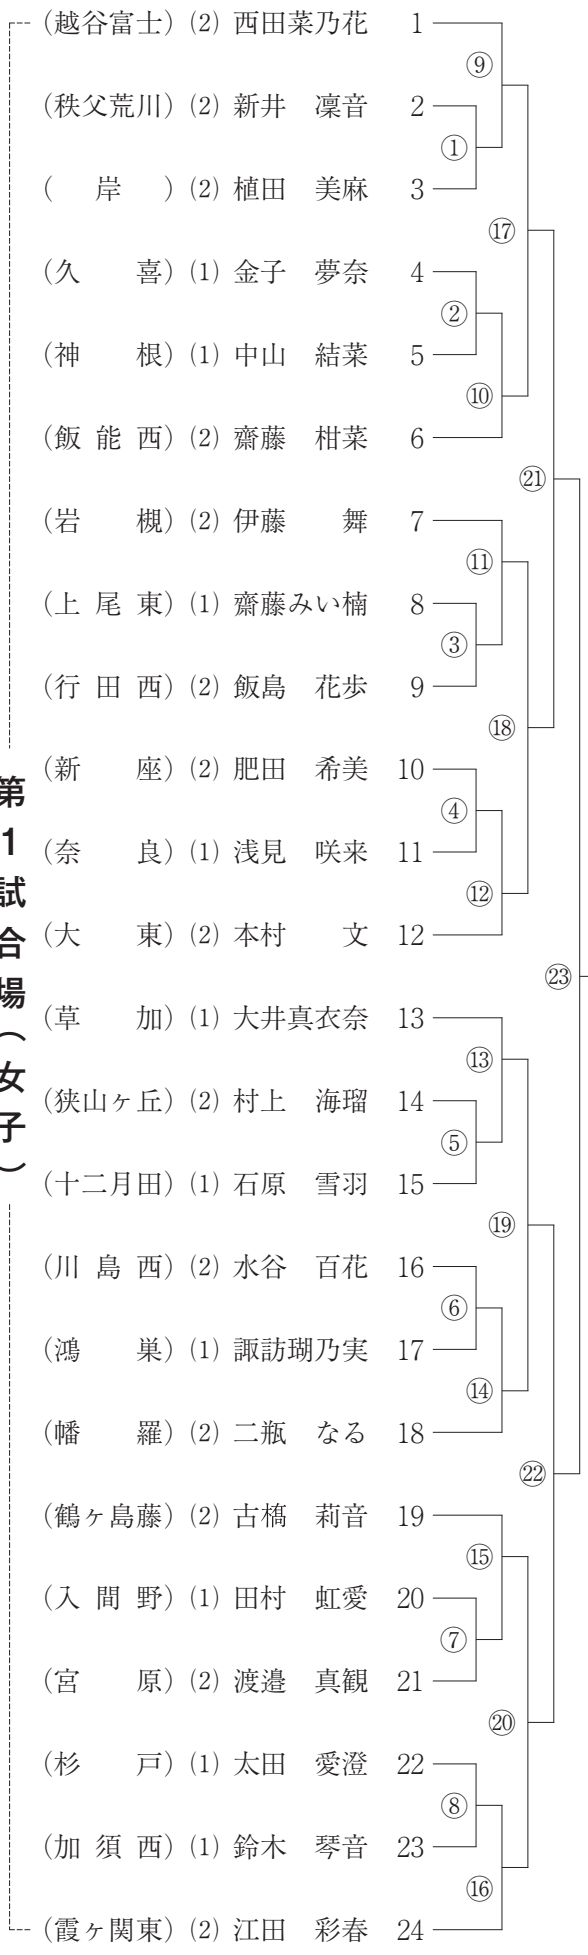 (越谷富士) (2) 西田菜乃花 1
⑨
(秩父荒川) (2) 新井 凜音 2
①
(岸) (2) 植田 美麻 3
⑰
(久喜) (1) 金子 夢奈 4
②
(神根) (1) 中山 結菜 5
⑩
(飯能西) (2) 齋藤 柑菜 6
㉑
(岩槻) (2) 伊藤 舞 7
⑪
(上尾東) (1) 齋藤みい楠 8
③
(行田西) (2) 飯島 花歩 9
⑱
(新座) (2) 肥田 希美 10
④
(奈良) (1) 浅見 咲来 11
⑫
(大東) (2) 本村 文 12
㉓
第1試合場(女子)
(草加) (1) 大井真衣奈 13
⑬
(狭山ヶ丘) (2) 村上 海瑠 14
⑤
(十二月田) (1) 石原 雪羽 15
⑲
(川島西) (2) 水谷 百花 16
⑥
(鴻巣) (1) 諏訪瑚乃実 17
⑭
(幡羅) (2) 二瓶 なる 18
㉒
(鶴ヶ島藤) (2) 古橋 莉音 19
⑮
(入間野) (1) 田村 虹愛 20
⑦
(宮原) (2) 渡邉 真観 21
⑳
(杉戸) (1) 太田 愛澄 22
⑧
(加須西) (1) 鈴木 琴音 23
⑯
(霞ヶ関東) (2) 江田 彩春 24